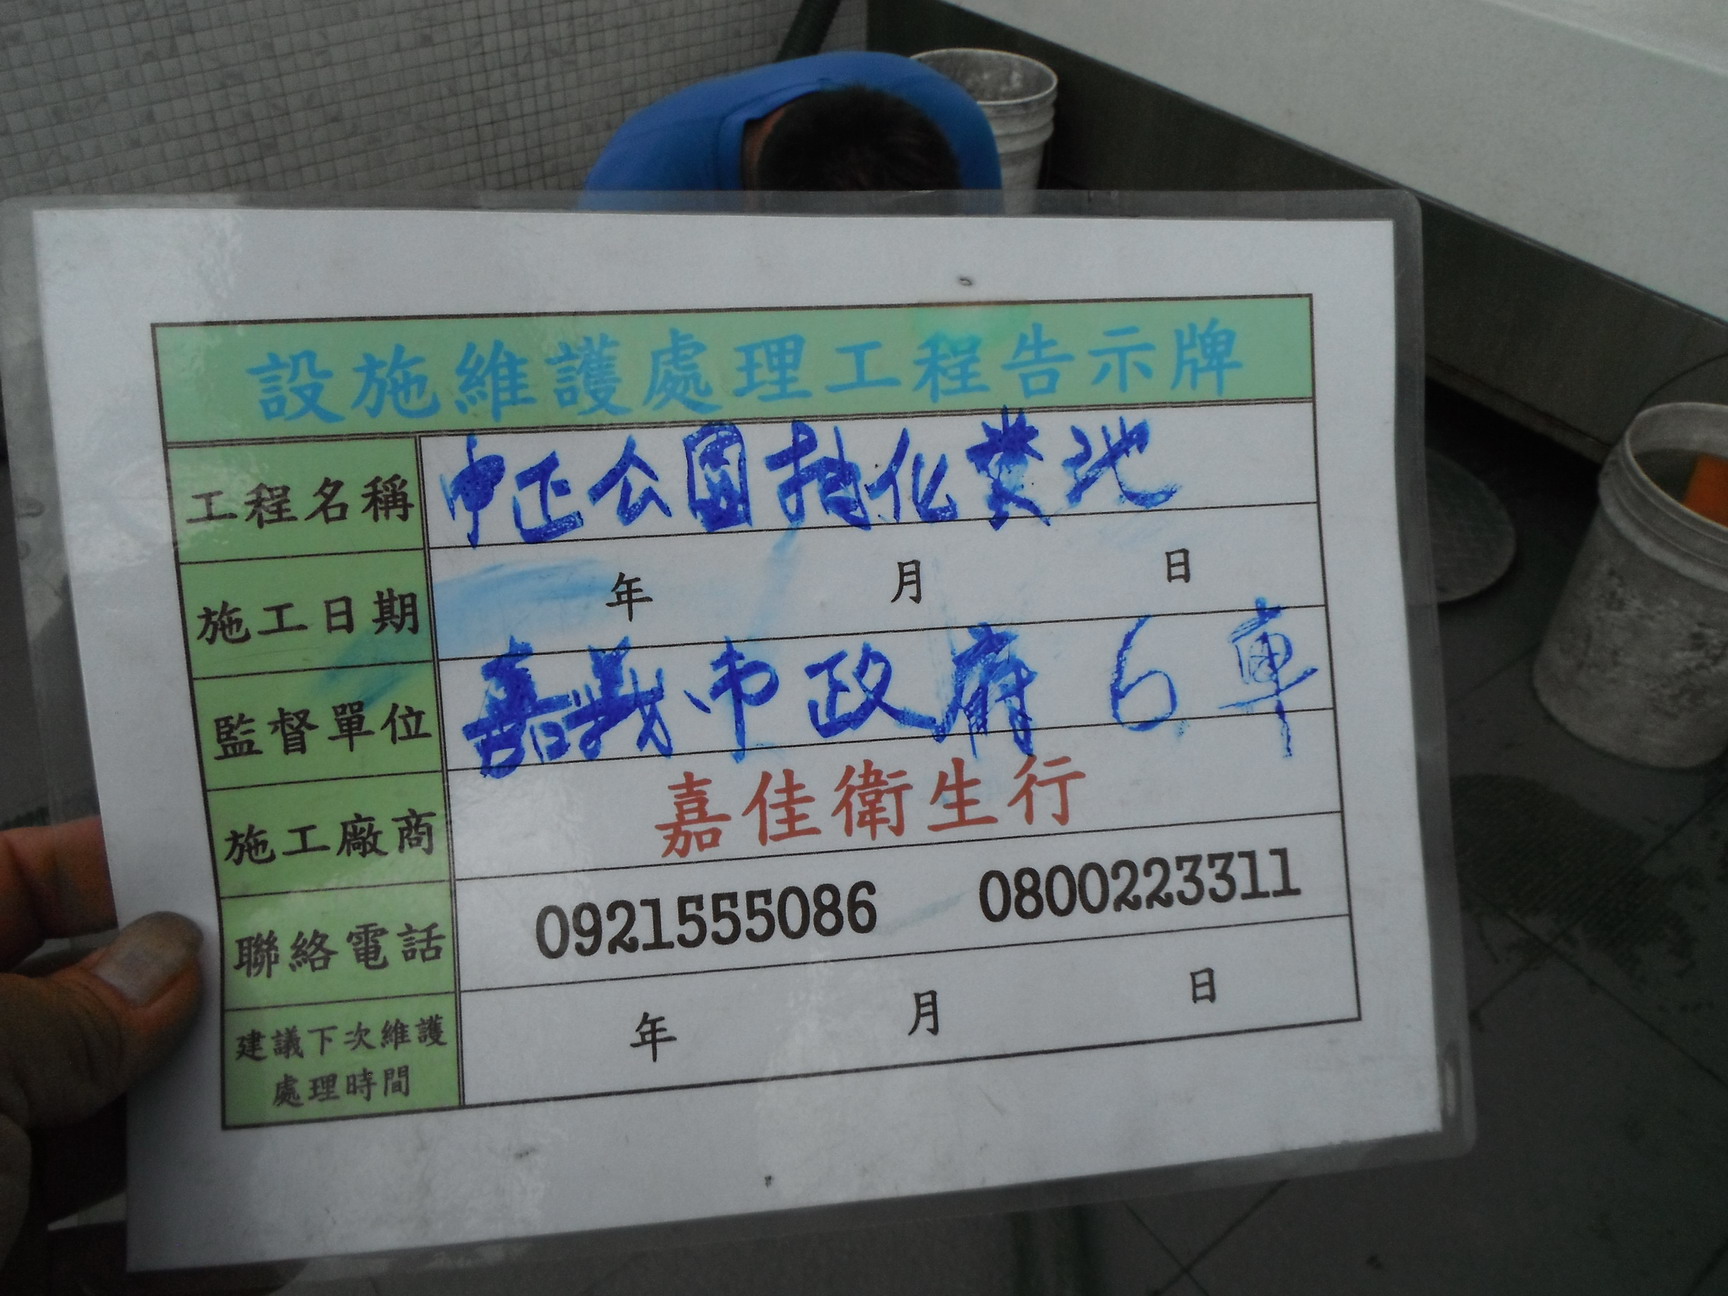 設施維護處理工程告示牌
工程名稱 中正公園抽化糞池
施工日期 年 月 日
監督單位 嘉義市政府 6車
施工廠商 嘉佳衛生行
聯絡電話 0921555086 0800223311
建議下次維護
處理時間 年 月 日